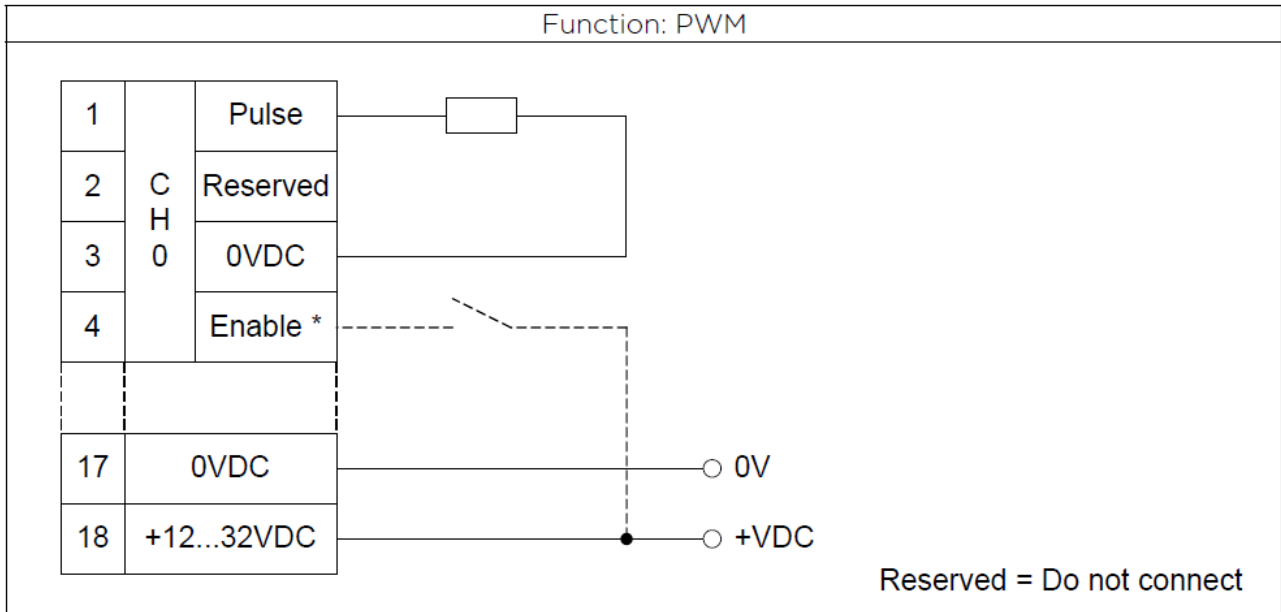 Function: PWM
1 Pulse
2 C Reserved
H
3 0 0VDC
4 Enable *
17 0VDC 0V
18 +12...32VDC +VDC
Reserved = Do not connect